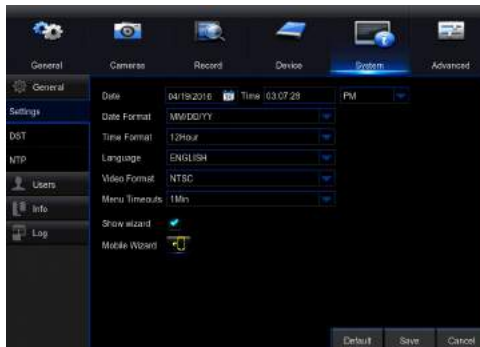 General Cameras Record Device System Advanced
General
Settings
DST
NTP
Users
Info
Log
Date 04/19/2016 Time 03:07:28 PM
Date Format MM/DD/YY
Time Format 12Hour
Language ENGLISH
Video Format NTSC
Menu Timeouts 1Min
Show wizard
Mobile Wizard
Default Save Cancel